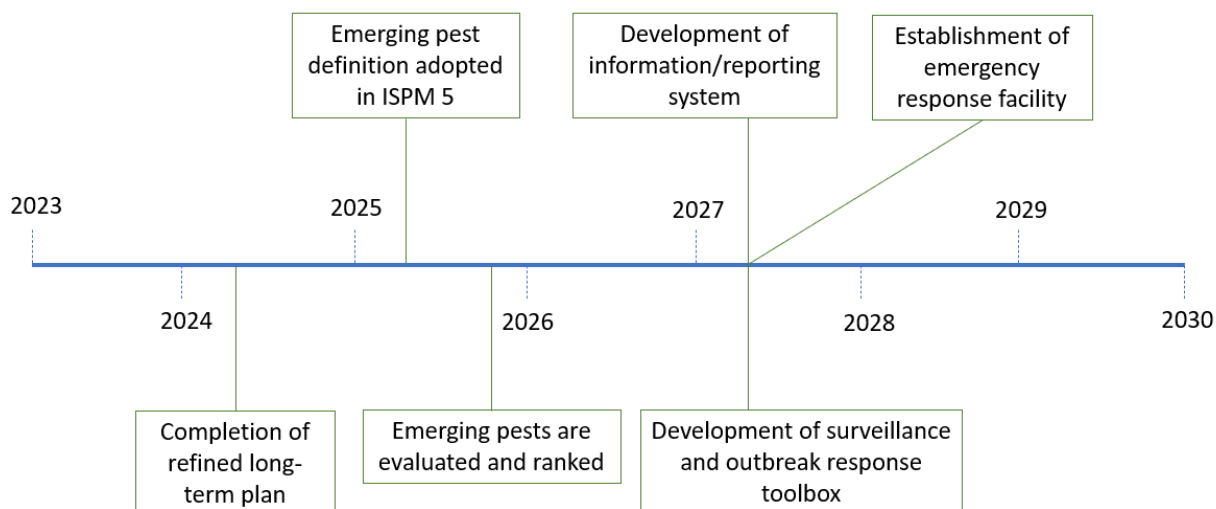 Emerging pest
definition adopted
in ISPM 5
Development of
information/reporting
system
Establishment of
emergency
response facility
2023
2025
2027
2029
2024
2026
2028
2030
Completion of
refined long-
term plan
Emerging pests are
evaluated and ranked
Development of surveillance
and outbreak response
toolbox